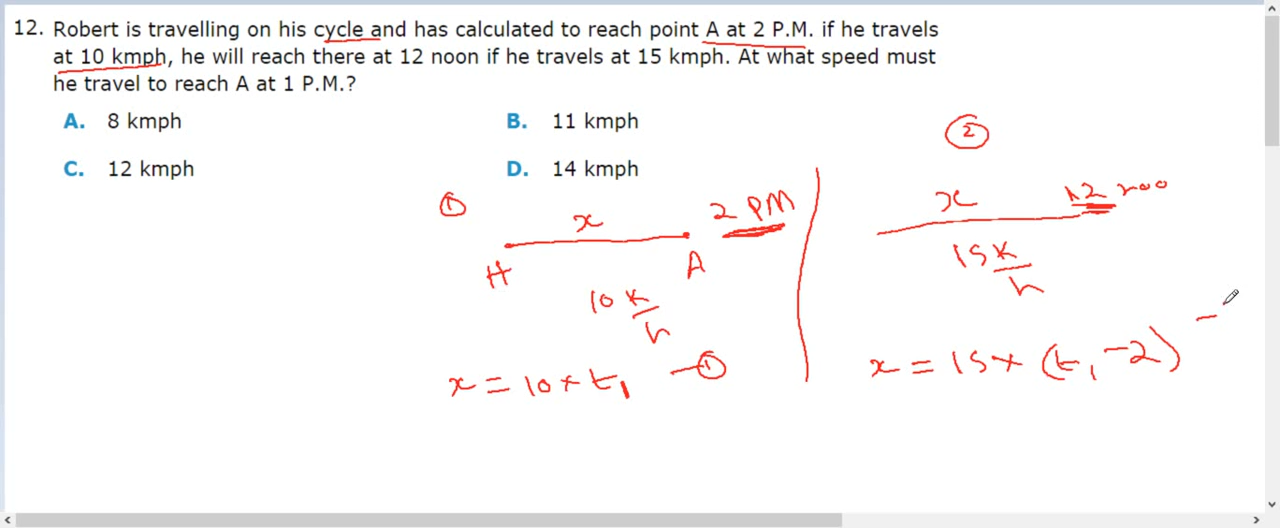 12. Robert is travelling on his cycle and has calculated to reach point A at 2 P.M. if he travels
at 10 kmph, he will reach there at 12 noon if he travels at 15 kmph. At what speed must
he travel to reach A at 1 P.M.?
A. 8 kmph B. 11 kmph
C. 12 kmph D. 14 kmph
①
x 2 PM
H A
10 k/h
x = 10 × t₁ —①
②
x 12 noo
15 k/h
x = 15 × (t₁ - 2) -